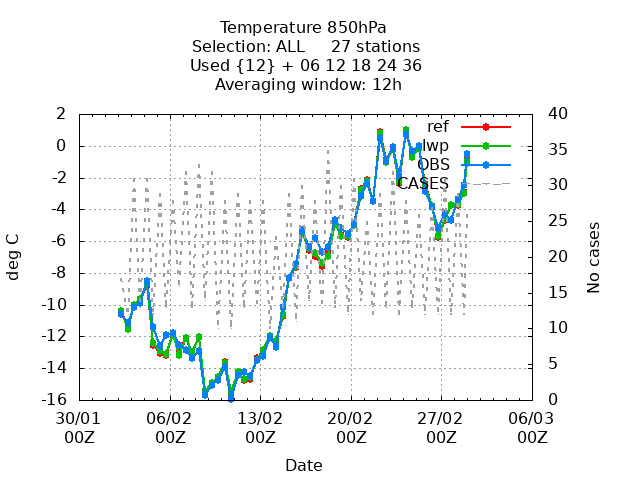 Temperature 850hPa
Selection: ALL     27 stations
Used {12} + 06 12 18 24 36
Averaging window: 12h
2
0
-2
-4
-6
-8
-10
-12
-14
-16
deg C
40
35
30
25
20
15
10
5
0
No cases
ref
lwp
OBS
CASES
30/01 06/02 13/02 20/02 27/02 06/03
00Z 00Z 00Z 00Z 00Z 00Z
Date